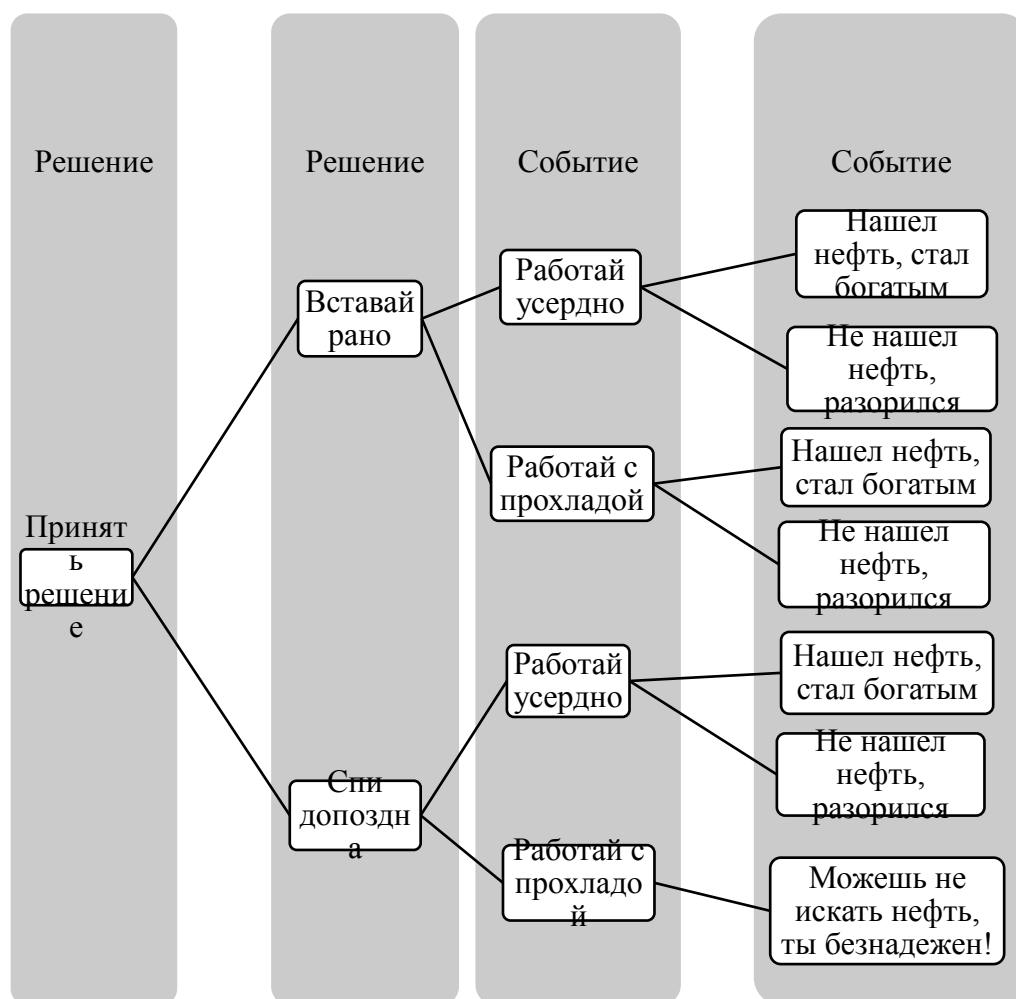 Решение
Решение
Событие
Событие
Принят
ь
решени
е
Вставай
рано
Спи
допоздн
а
Работай
усердно
Работай с
прохладой
Работай
усердно
Работай с
прохладо
й
Нашел
нефть, стал
богатым
Не нашел
нефть,
разорился
Нашел нефть,
стал богатым
Не нашел
нефть,
разорился
Нашел нефть,
стал богатым
Не нашел
нефть,
разорился
Можешь не
искать нефть,
ты безнадежен!